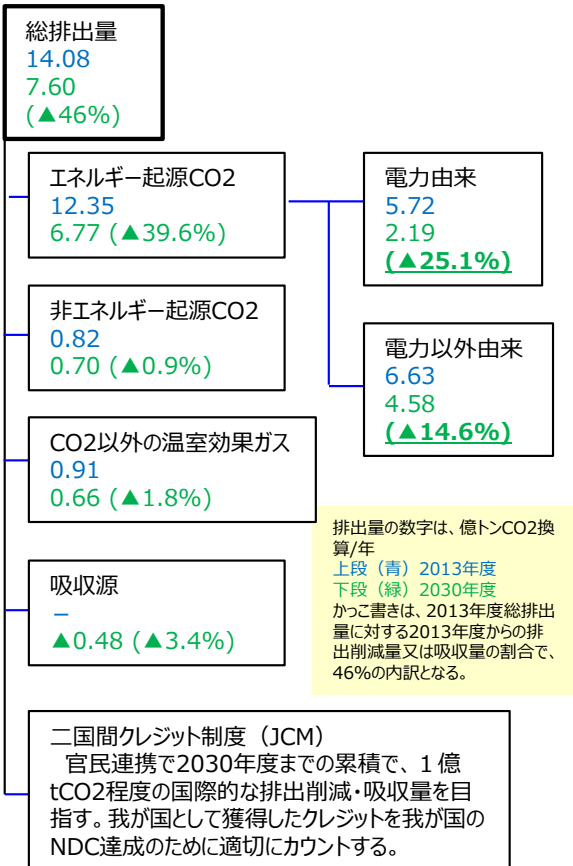 総排出量
14.08
7.60
(▲46%)
エネルギー起源CO2
12.35
6.77 (▲39.6%)
電力由来
5.72
2.19
(▲25.1%)
非エネルギー起源CO2
0.82
0.70 (▲0.9%)
電力以外由来
6.63
4.58
(▲14.6%)
CO2以外の温室効果ガス
0.91
0.66 (▲1.8%)
吸収源
－
▲0.48 (▲3.4%)
排出量の数字は、億トンCO2換
算/年
上段（青）2013年度
下段（緑）2030年度
かっこ書きは、2013年度総排出
量に対する2013年度からの排
出削減量又は吸収量の割合で、
46%の内訳となる。
二国間クレジット制度（JCM）
官民連携で2030年度までの累積で、１億
tCO2程度の国際的な排出削減・吸収量を目
指す。我が国として獲得したクレジットを我が国の
NDC達成のために適切にカウントする。